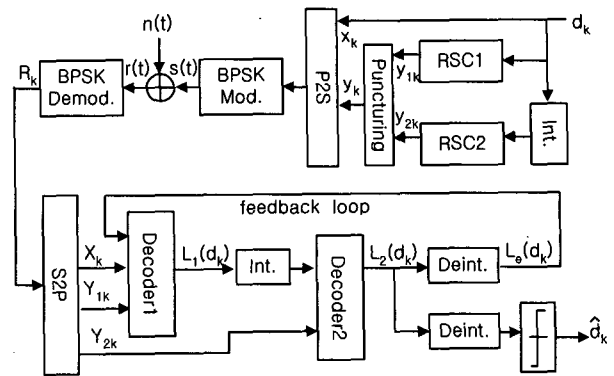 n(t)
d_k
x_k
R_k
BPSK Demod.
r(t)
s(t)
BPSK Mod.
P2S
y_k
Puncturing
y_1k
RSC1
y_2k
RSC2
Int.
feedback loop
S2P
X_k
Y_1k
Y_2k
Decoder1
L_1(d_k)
Int.
Decoder2
L_2(d_k)
Deint.
L_e(d_k)
Deint.
d̂_k